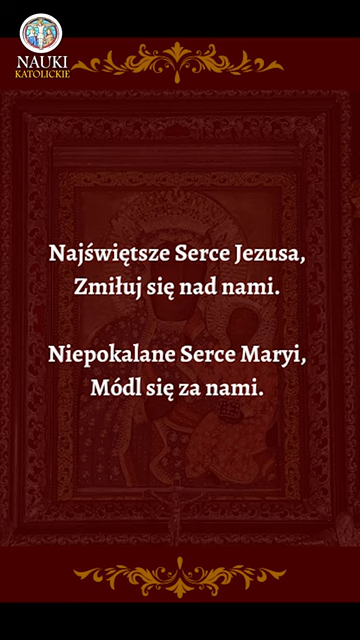 NAUKI
KATOLICKIE
Najświętsze Serce Jezusa,
Zmiłuj się nad nami.
Niepokalane Serce Maryi,
Módl się za nami.